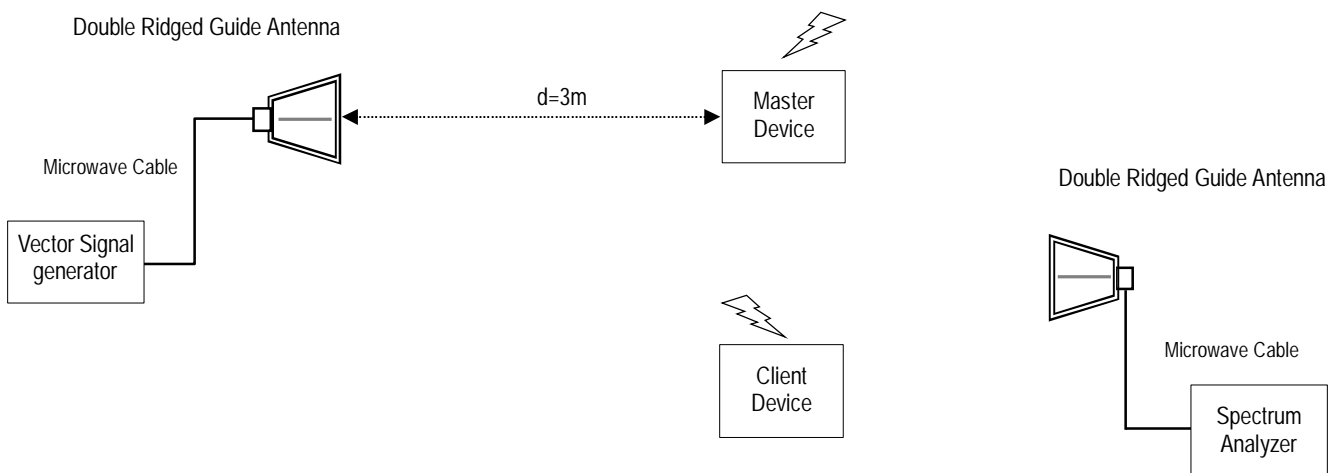 Double Ridged Guide Antenna
d=3m
Master
Device
Microwave Cable
Double Ridged Guide Antenna
Vector Signal
generator
Client
Device
Microwave Cable
Spectrum
Analyzer